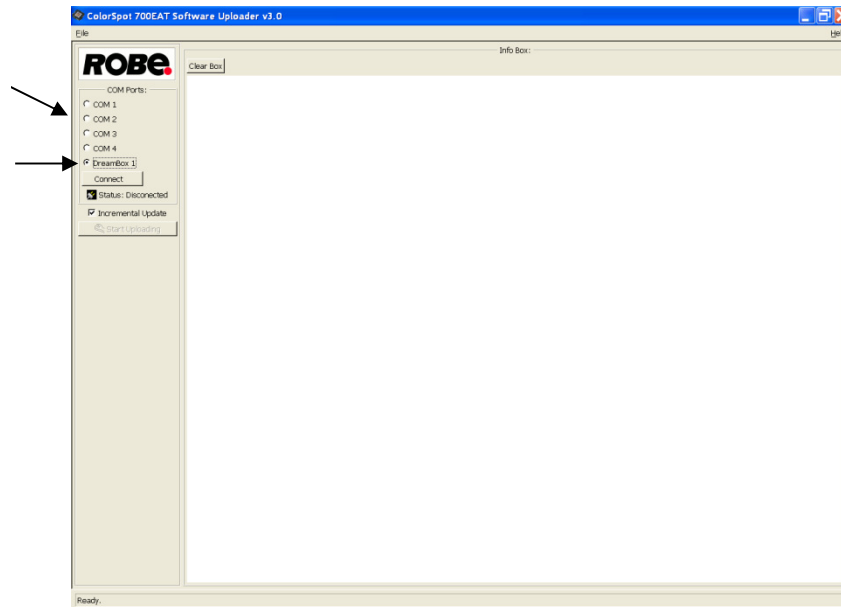 ColorSpot 700EAT Software Uploader v3.0
File
Hel
ROBe.
Info Box:
Clear Box
COM Ports:
COM 1
COM 2
COM 3
COM 4
DreamBox 1
Connect
Status: Disconected
Incremental Update
Start Uploading
Ready.